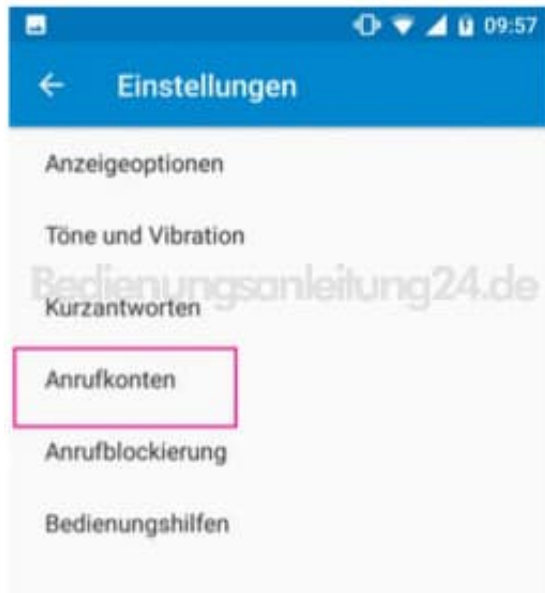 09:57
Einstellungen
Anzeigeoptionen
Töne und Vibration
Bedienungsanleitung24.de
Kurzantworten
Anrufkonten
Anrufblockierung
Bedienungshilfen